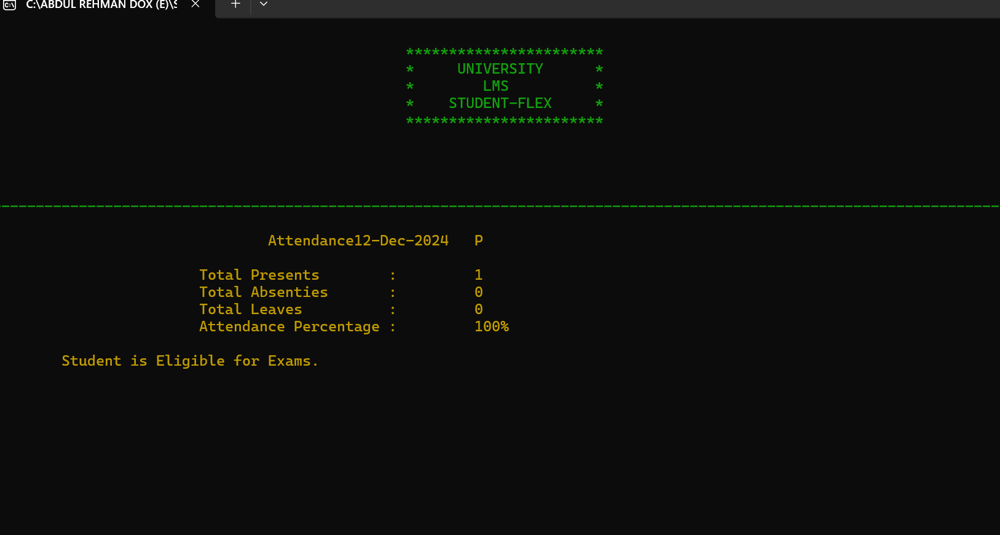 C:\ABDUL REHMAN DOX (E)\S
***********************
* UNIVERSITY *
* LMS *
* STUDENT-FLEX *
***********************
Attendance12-Dec-2024 P
Total Presents : 1
Total Absenties : 0
Total Leaves : 0
Attendance Percentage : 100%
Student is Eligible for Exams.